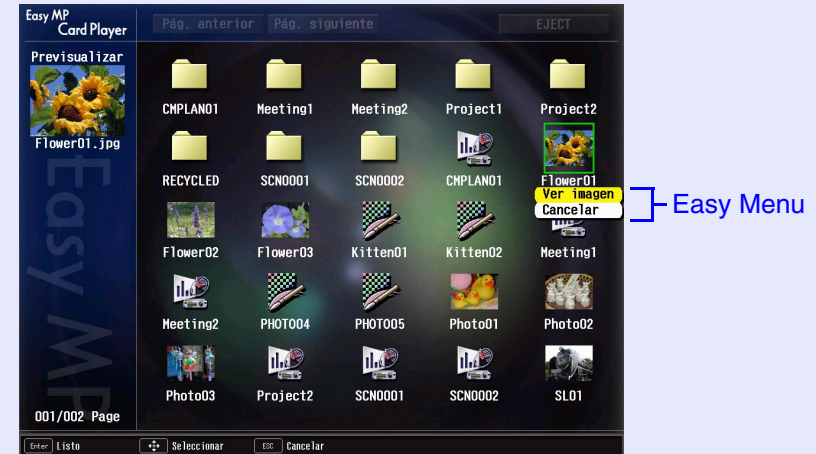 Easy MP
Card Player
Pág. anterior Pág. siguiente EJECT
Previsualizar
Flower01.jpg
Easy MP
CMPLAN01 Meeting1 Meeting2 Project1 Project2
RECYCLED SCN0001 SCN0002 CMPLAN01 Flower01
Ver imagen
Cancelar
Easy Menu
Flower02 Flower03 Kitten01 Kitten02 Meeting1
Meeting2 PHOTO04 PHOTO05 Photo01 Photo02
Photo03 Project2 SCN0001 SCN0002 SL01
001/002 Page
Enter Listo Seleccionar ESC Cancelar